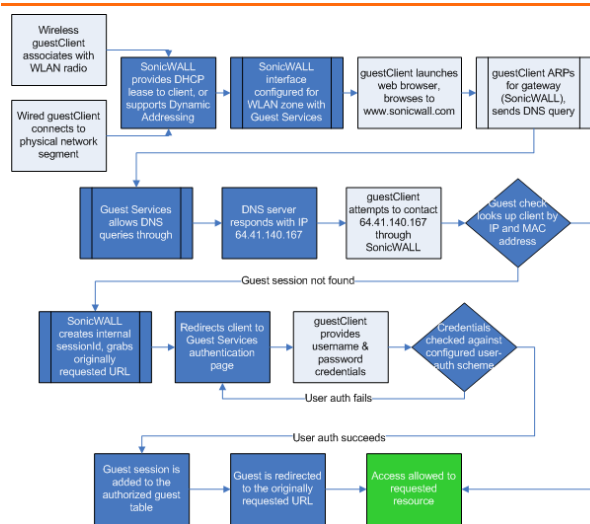 Wireless
guestClient
associates with
WLAN radio
SonicWALL
provides DHCP
lease to client, or
supports Dynamic
Addressing
SonicWALL
interface
configured for
WLAN zone with
Guest Services
guestClient launches
web browser,
browses to
www.sonicwall.com
guestClient ARPs
for gateway
(SonicWALL),
sends DNS query
Wired guestClient
connects to
physical network
segment
Guest Services
allows DNS
queries through
DNS server
responds with IP
64.41.140.167
guestClient
attempts to contact
64.41.140.167
through
SonicWALL
Guest check
looks up client by
IP and MAC
address
Guest session not found
SonicWALL
creates internal
sessionId, grabs
originally
requested URL
Redirects client to
Guest Services
authentication
page
guestClient
provides
username &
password
credentials
Credentials
checked against
configured user-
auth scheme
User auth fails
User auth succeeds
Guest session is
added to the
authorized guest
table
Guest is redirected
to the originally
requested URL
Access allowed to
requested
resource